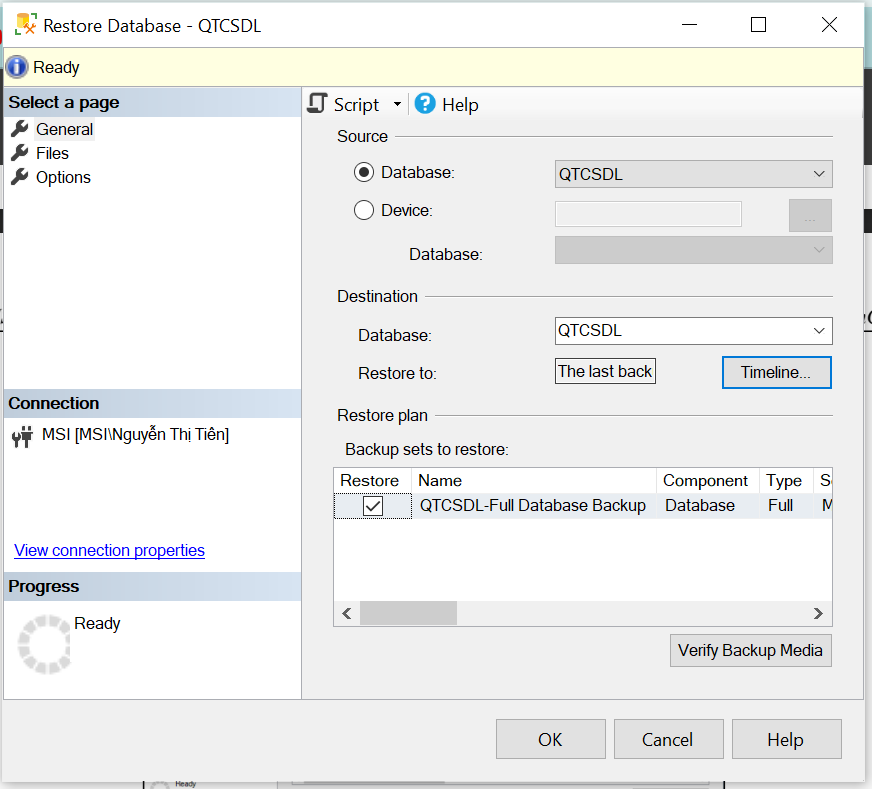 Restore Database - QTCSDL
Ready
Select a page
General
Files
Options
Connection
MSI [MSI\Nguyễn Thị Tiên]
View connection properties
Progress
Ready
Script
Help
Source
Database:
QTCSDL
Device:
...
Database:
Destination
Database:
QTCSDL
Restore to:
The last back
Timeline...
Restore plan
Backup sets to restore:
Restore Name Component Type
QTCSDL-Full Database Backup Database Full M
Verify Backup Media
OK Cancel Help
Ready